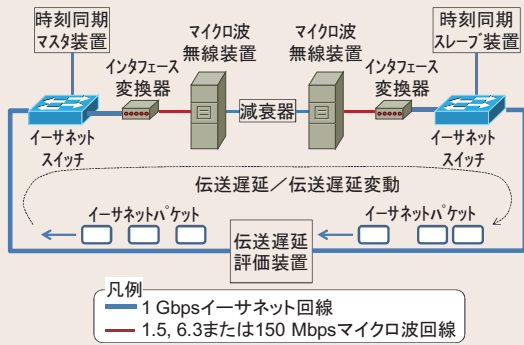 時刻同期
マスタ装置
マイクロ波
無線装置
マイクロ波
無線装置
時刻同期
スレーブ装置
インタフェース
変換器
減衰器
インタフェース
変換器
イーサネット
スイッチ
イーサネット
スイッチ
伝送遅延／伝送遅延変動
イーサネットパケット
イーサネットパケット
伝送遅延
評価装置
凡例
1 Gbpsイーサネット回線
1.5, 6.3または150 Mbpsマイクロ波回線